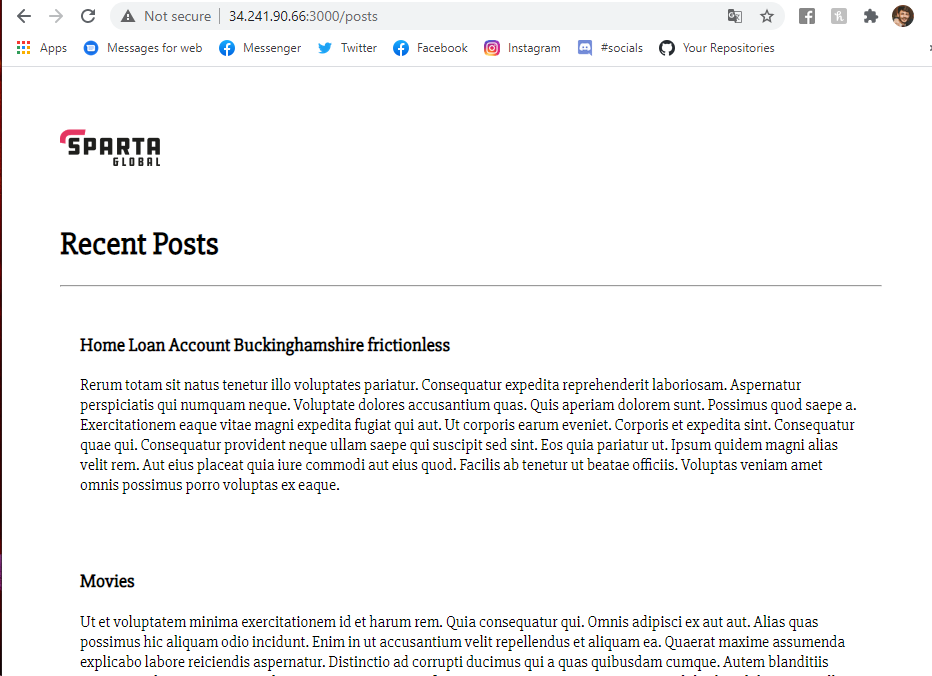 Not secure | 34.241.90.66:3000/posts
Apps Messages for web Messenger Twitter Facebook Instagram #socials Your Repositories
SPARTA
GLOBAL
Recent Posts
Home Loan Account Buckinghamshire frictionless
Rerum totam sit natus tenetur illo voluptates pariatur. Consequatur expedita reprehenderit laboriosam. Aspernatur
perspiciatis qui numquam neque. Voluptate dolores accusantium quas. Quis aperiam dolorem sunt. Possimus quod saepe a.
Exercitationem eaque vitae magni expedita fugiat qui aut. Ut corporis earum eveniet. Corporis et expedita sint. Consequatur
quae qui. Consequatur provident neque ullam saepe qui suscipit sed sint. Eos quia pariatur ut. Ipsum quidem magni alias
velit rem. Aut eius placeat quia iure commodi aut eius quod. Facilis ab tenetur ut beatae officiis. Voluptas veniam amet
omnis possimus porro voluptas ex eaque.
Movies
Ut et voluptatem minima exercitationem id et harum rem. Quia consequatur qui. Omnis adipisci ex aut aut. Alias quas
possimus hic aliquam odio incidunt. Enim in ut accusantium velit repellendus et aliquam ea. Quaerat maxime assumenda
explicabo labore reiciendis aspernatur. Distinctio ad corrupti ducimus qui a quas quibusdam cumque. Autem blanditiis